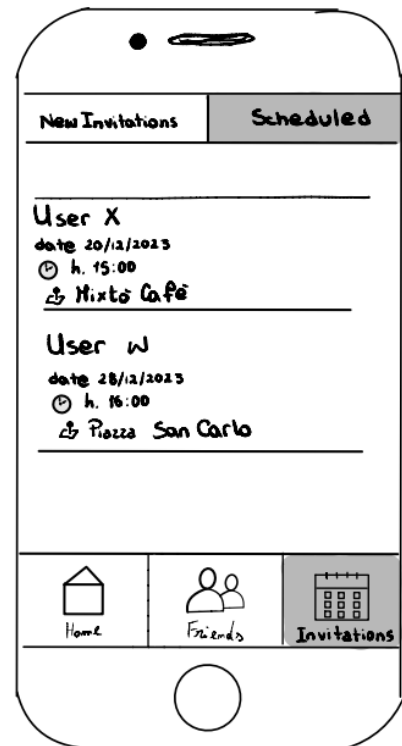 New Invitations
Scheduled
User X
date 20/12/2023
h. 15:00
Mixto Cafè
User W
date 28/12/2023
h. 16:00
Piazza San Carlo
Home
Friends
Invitations